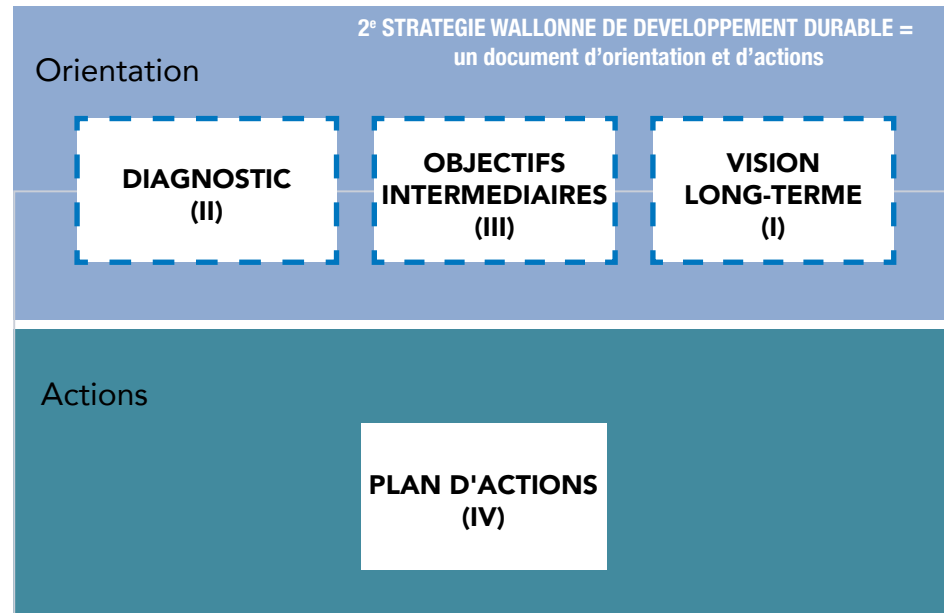 2e STRATEGIE WALLONNE DE DEVELOPPEMENT DURABLE =
un document d’orientation et d’actions
Orientation
DIAGNOSTIC
(II)
OBJECTIFS
INTERMEDIAIRES
(III)
VISION
LONG-TERME
(I)
Actions
PLAN D'ACTIONS
(IV)